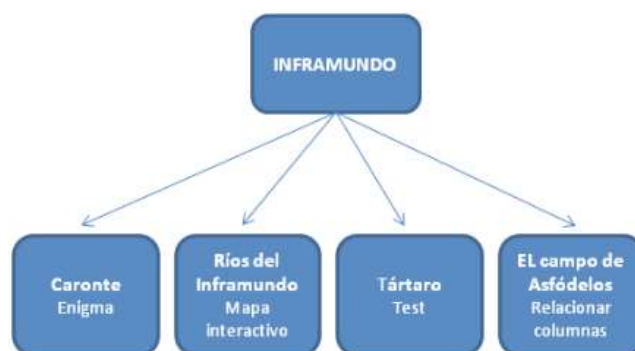 INFRAMUNDO
Caronte
Enigma
Ríos del
Inframundo
Mapa
interactivo
Tártaro
Test
EL campo de
Asfódelos
Relacionar
columnas